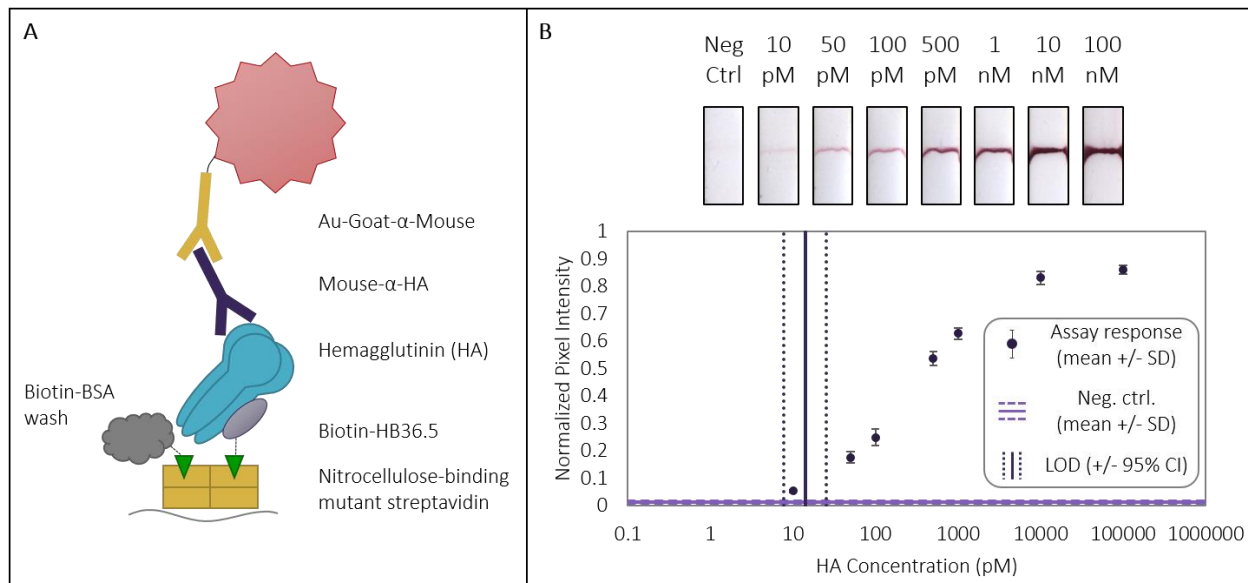 A
Au-Goat-α-Mouse
Mouse-α-HA
Hemagglutinin (HA)
Biotin-BSA
wash
Biotin-HB36.5
Nitrocellulose-binding
mutant streptavidin
B
Neg
Ctrl
10
pM
50
pM
100
pM
500
pM
1
nM
10
nM
100
nM
Normalized Pixel Intensity
1
0.9
0.8
0.7
0.6
0.5
0.4
0.3
0.2
0.1
0
Assay response
(mean +/- SD)
Neg. ctrl.
(mean +/- SD)
LOD (+/- 95% CI)
0.1 1 10 100 1000 10000 100000 1000000
HA Concentration (pM)